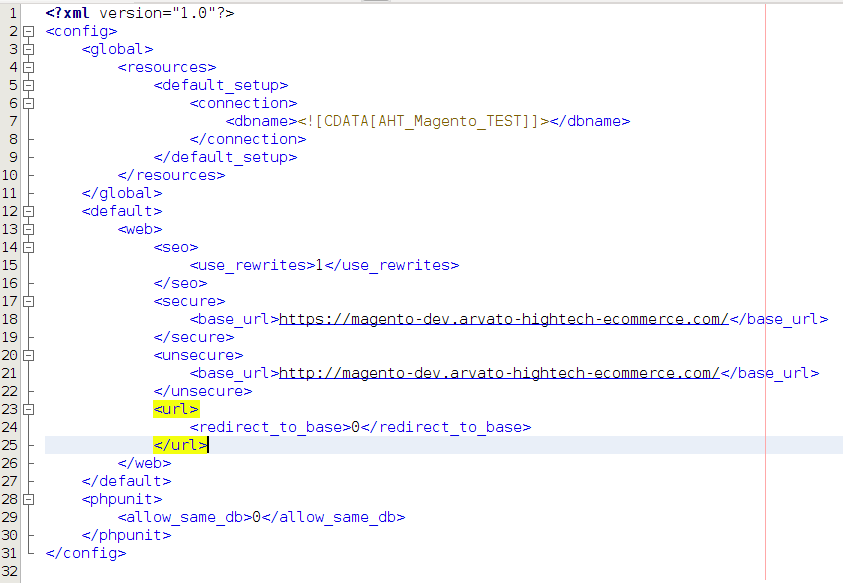 1 <?xml version="1.0"?>
2 <config>
3 <global>
4 <resources>
5 <default_setup>
6 <connection>
7 <dbname><![CDATA[AHT_Magento_TEST]]></dbname>
8 </connection>
9 </default_setup>
10 </resources>
11 </global>
12 <default>
13 <web>
14 <seo>
15 <use_rewrites>1</use_rewrites>
16 </seo>
17 <secure>
18 <base_url>https://magento-dev.arvato-hightech-ecommerce.com/</base_url>
19 </secure>
20 <unsecure>
21 <base_url>http://magento-dev.arvato-hightech-ecommerce.com/</base_url>
22 </unsecure>
23 <url>
24 <redirect_to_base>0</redirect_to_base>
25 </url>
26 </web>
27 </default>
28 <phpunit>
29 <allow_same_db>0</allow_same_db>
30 </phpunit>
31 </config>
32